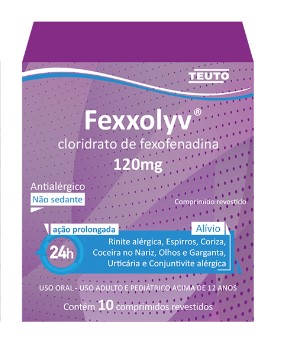 TEUTO
Fexxolyv®
cloridrato de fexofenadina
120mg
Antialérgico
Não sedante
Comprimido revestido
ação prolongada
24h
Alívio
Rinite alérgica, Espirros, Coriza,
Coceira no Nariz, Olhos e Garganta,
Urticária e Conjuntivite alérgica
USO ORAL - USO ADULTO E PEDIÁTRICO ACIMA DE 12 ANOS
Contém 10 comprimidos revestidos